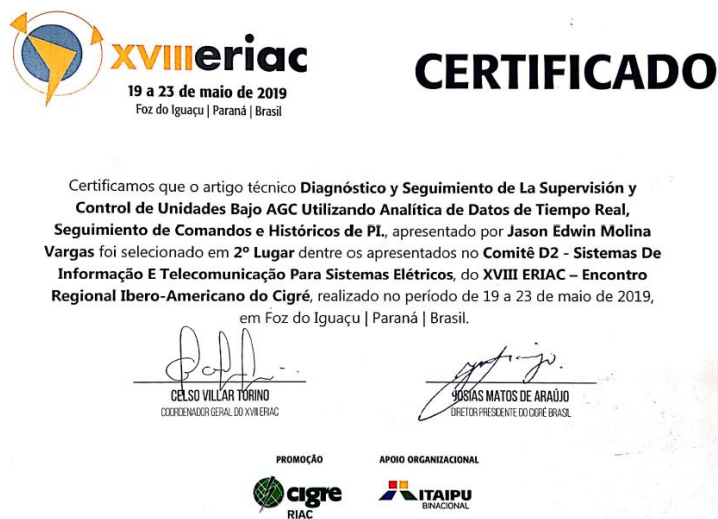 XVIIIeriac
19 a 23 de maio de 2019
Foz do Iguaçu | Paraná | Brasil
CERTIFICADO
Certificamos que o artigo técnico Diagnóstico y Seguimiento de La Supervisión y
Control de Unidades Bajo AGC Utilizando Analítica de Datos de Tiempo Real,
Seguimiento de Comandos e Históricos de PI., apresentado por Jason Edwin Molina
Vargas foi selecionado em 2º Lugar dentre os apresentados no Comitê D2 - Sistemas De
Informação E Telecomunicação Para Sistemas Elétricos, do XVIII ERIAC – Encontro
Regional Ibero-Americano do Cigré, realizado no período de 19 a 23 de maio de 2019,
em Foz do Iguaçu | Paraná | Brasil.
CELSO VILLAR TORINO
COORDENADOR GERAL DO XVIII ERIAC
JOSIAS MATOS DE ARAÚJO
DIRETOR PRESIDENTE DO CIGRÉ BRASIL
PROMOÇÃO
cigre
RIAC
APOIO ORGANIZACIONAL
ITAIPU
BINACIONAL